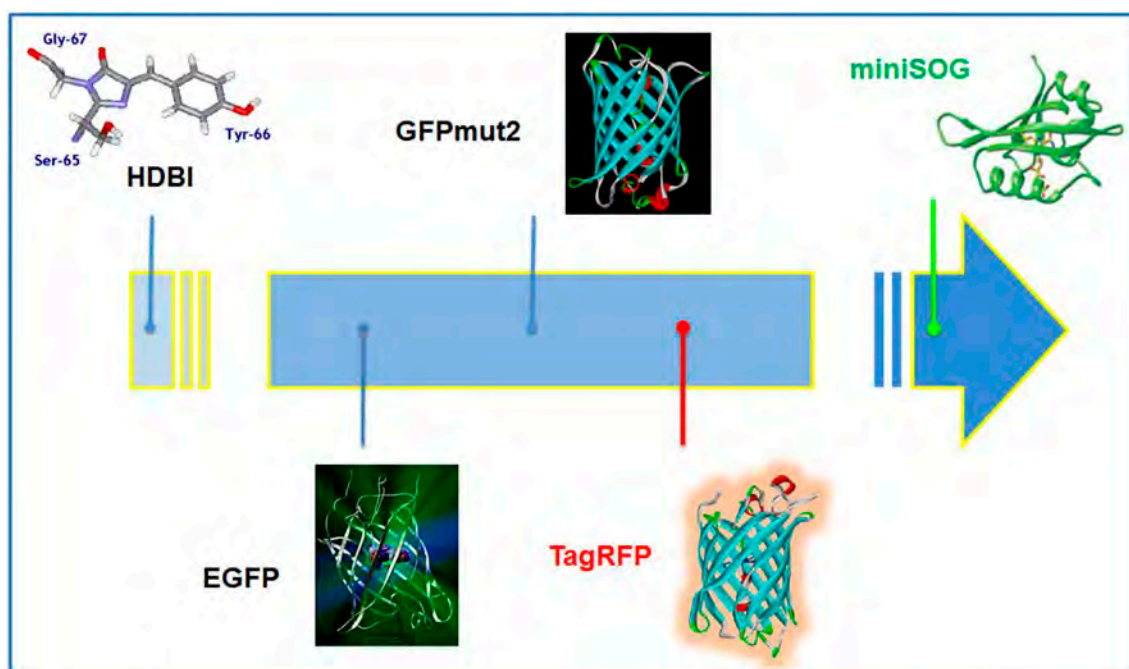 Gly-67
Tyr-66
Ser-65
HDBI
GFPmut2
miniSOG
EGFP
TagRFP